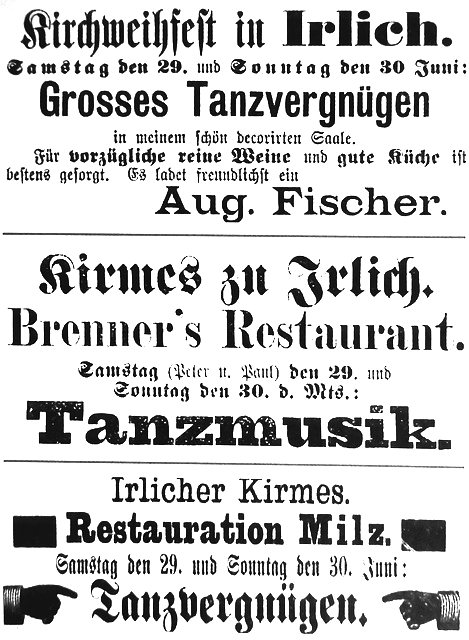 Kirchweihfest in Irlich.
Samstag den 29. und Sonntag den 30 Juni:
Grosses Tanzvergnügen
in meinem schön decorirten Saale.
Für vorzügliche reine Weine und gute Küche ist
bestens gesorgt. Es ladet freundlichst ein
Aug. Fischer.
Kirmes zu Irlich.
Brenner's Restaurant.
Samstag (Peter u. Paul) den 29. und
Sonntag den 30. d. Mts.:
Tanzmusik.
Irlicher Kirmes.
Restauration Milz.
Samstag den 29. und Sonntag den 30. Juni:
Tanzvergnügen.